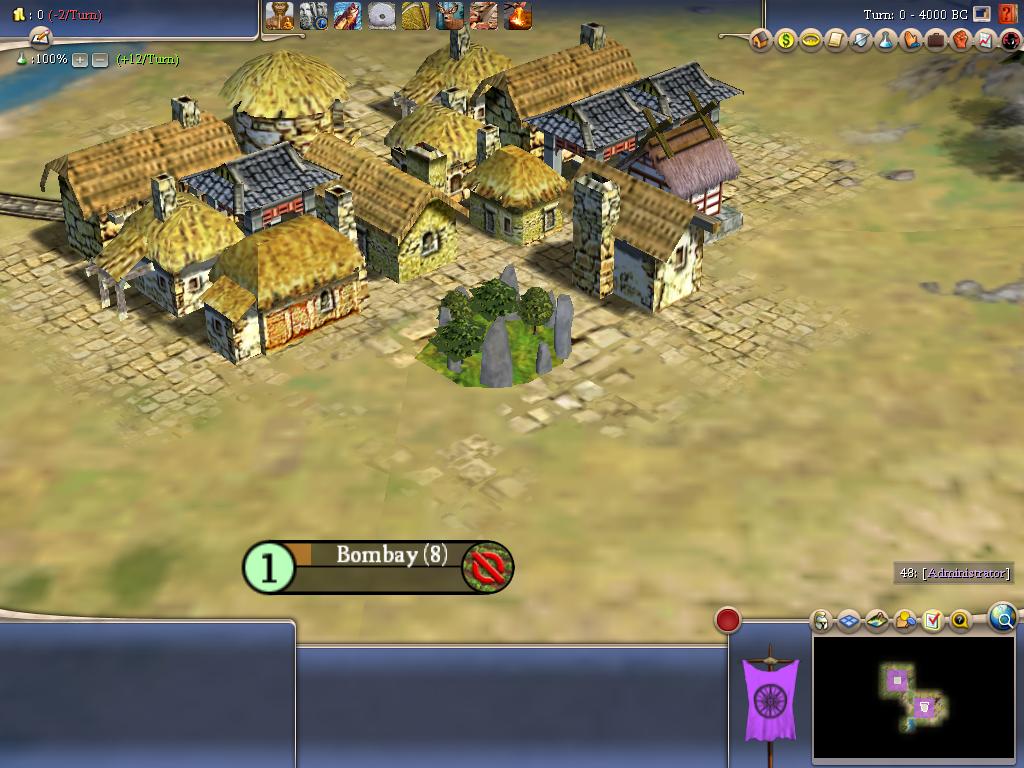 : 0 (-2/Turn)
Turn: 0 - 4000 BC
:100% (+12/Turn)
1 Bombay (8)
48: [Administrator]